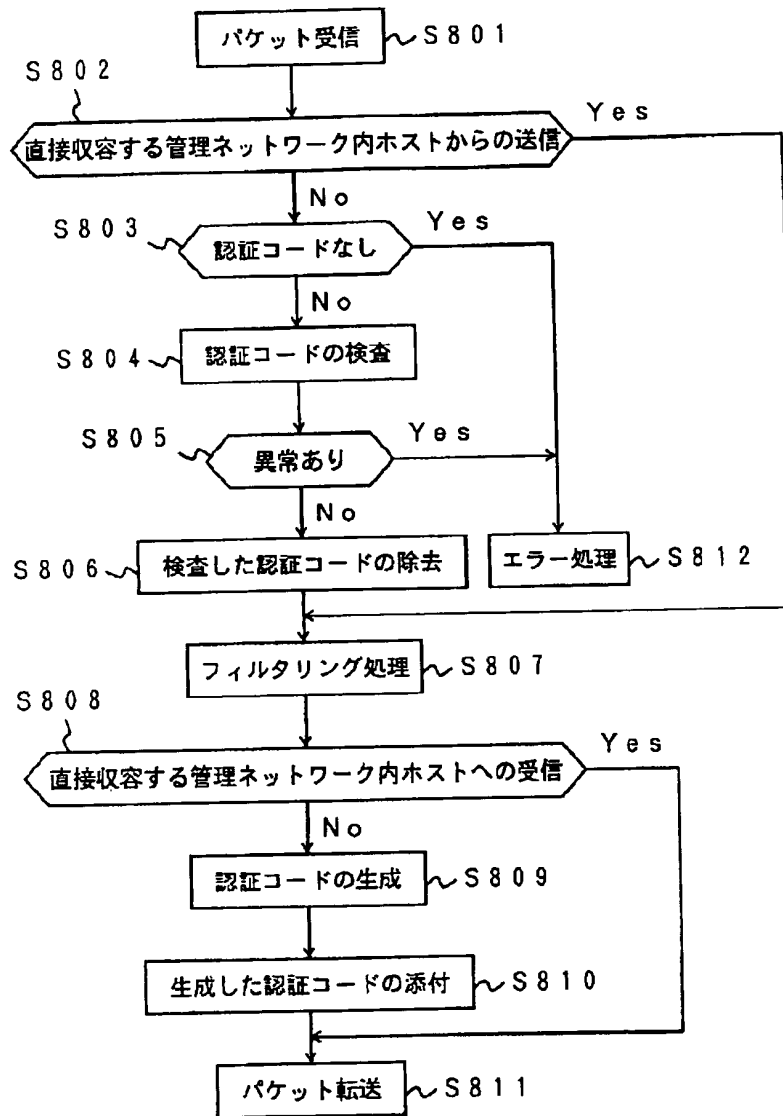 パケット受信
S801
S802
直接収容する管理ネットワーク内ホストからの送信
Yes
No
S803
認証コードなし
Yes
No
S804
認証コードの検査
S805
異常あり
Yes
No
S806
検査した認証コードの除去
エラー処理
S812
フィルタリング処理
S807
S808
直接収容する管理ネットワーク内ホストへの受信
Yes
No
認証コードの生成
S809
生成した認証コードの添付
S810
パケット転送
S811